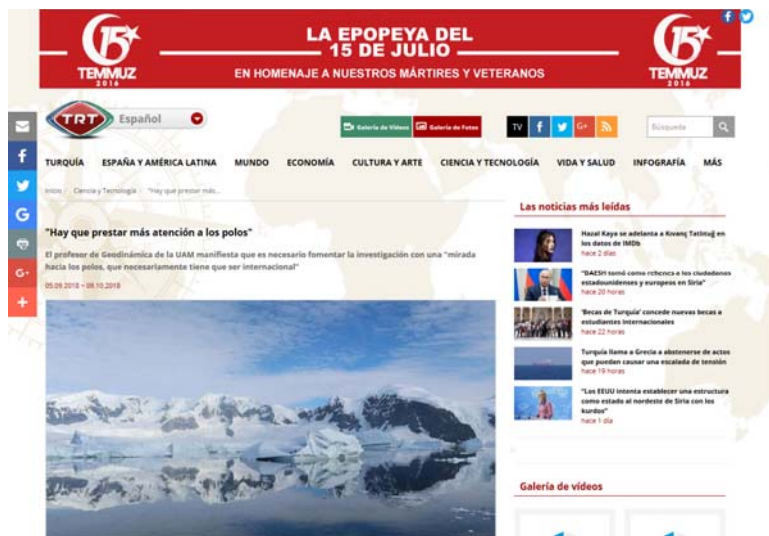 15
TEMMUZ
2016
LA EPOPEYA DEL
15 DE JULIO
EN HOMENAJE A NUESTROS MÁRTIRES Y VETERANOS
15
TEMMUZ
2016
TRT
Español
Galería de Vídeos
Galería de Fotos
TV
Búsqueda
TURQUÍA ESPAÑA Y AMÉRICA LATINA MUNDO ECONOMÍA CULTURA Y ARTE CIENCIA Y TECNOLOGÍA VIDA Y SALUD INFOGRAFÍA MÁS
Inicio / Ciencia y Tecnología / "Hay que prestar más...
"Hay que prestar más atención a los polos"
El profesor de Geodinámica de la UAM manifiesta que es necesario fomentar la investigación con una "mirada
hacia los polos, que necesariamente tiene que ser internacional"
05.09.2018 ~ 09.10.2018
Las noticias más leídas
Hazal Kaya se adelanta a Kıvanç Tatlıtuğ en
los datos de IMDb
hace 2 días
"DAESH tomó como rehenes a los ciudadanos
estadounidenses y europeos en Siria"
hace 20 horas
'Becas de Turquía' concede nuevas becas a
estudiantes internacionales
hace 22 horas
Turquía llama a Grecia a abstenerse de actos
que pueden causar una escalada de tensión
hace 19 horas
"Los EEUU intenta establecer una estructura
como estado al nordeste de Siria con los
kurdos"
hace 1 día
Galería de vídeos